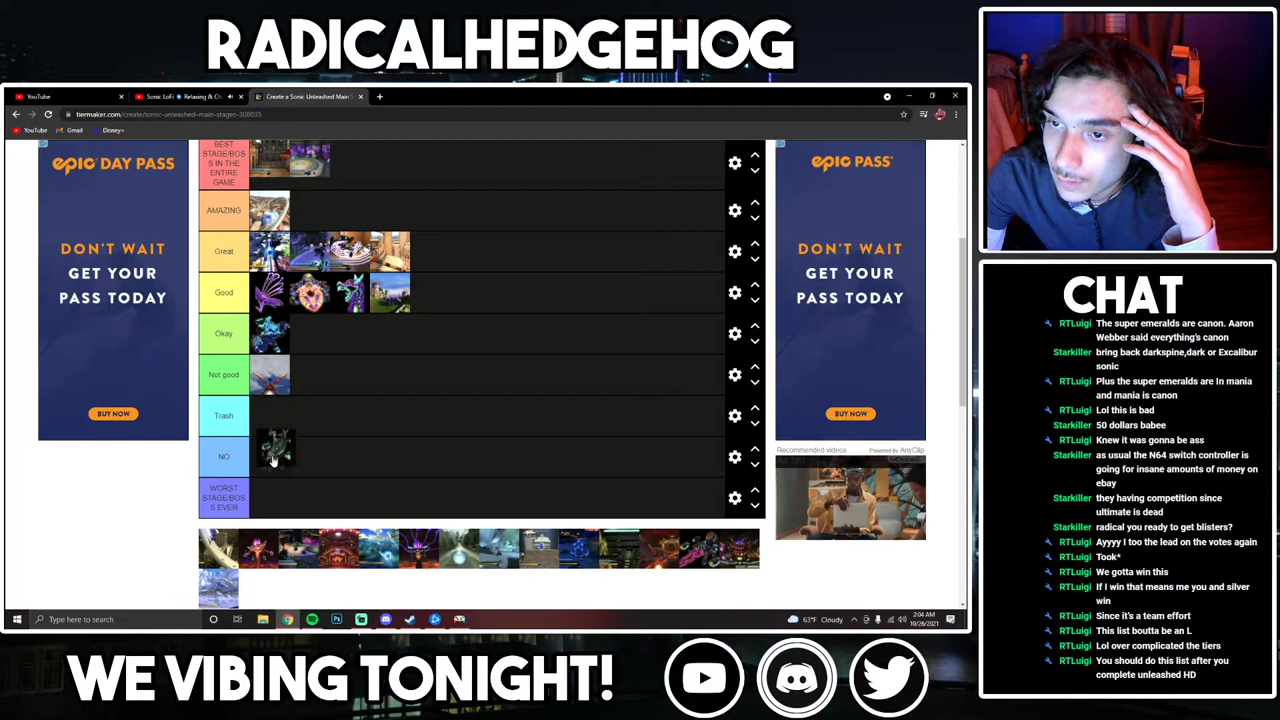 RADICALHEDGEHOG
YouTube
Sonic LoFi
Relaxing & Ch
Create a Sonic Unleashed Main S
tiermaker.com/create/sonic-unleashed-main-stages-308035
YouTube
Gmail
Disney+
EPIC DAY PASS
DON'T WAIT
GET YOUR
PASS TODAY
BUY NOW
BEST
STAGE/BOS
S IN THE
ENTIRE
GAME
AMAZING
Great
Good
Okay
Not good
Trash
NO
WORST
STAGE/BOS
S EVER
EPIC PASS
DON'T WAIT
GET YOUR
PASS TODAY
BUY NOW
Recommended videos
Powered by AnyClip
Type here to search
63°F Cloudy
2:04 AM
10/26/2021
CHAT
RTLuigi The super emeralds are canon. Aaron
Webber said everything's canon
Starkiller bring back darkspine,dark or Excalibur
sonic
RTLuigi Plus the super emeralds are In mania
and mania is canon
RTLuigi Lol this is bad
Starkiller 50 dollars babee
RTLuigi Knew it was gonna be ass
Starkiller as usual the N64 switch controller is
going for insane amounts of money on
ebay
Starkiller they having competition since
ultimate is dead
Starkiller radical you ready to get blisters?
RTLuigi Ayyyy I too the lead on the votes again
RTLuigi Took*
RTLuigi We gotta win this
RTLuigi If I win that means me you and silver
win
RTLuigi Since it's a team effort
RTLuigi This list boutta be an L
RTLuigi Lol over complicated the tiers
RTLuigi You should do this list after you
complete unleashed HD
WE VIBING TONIGHT!